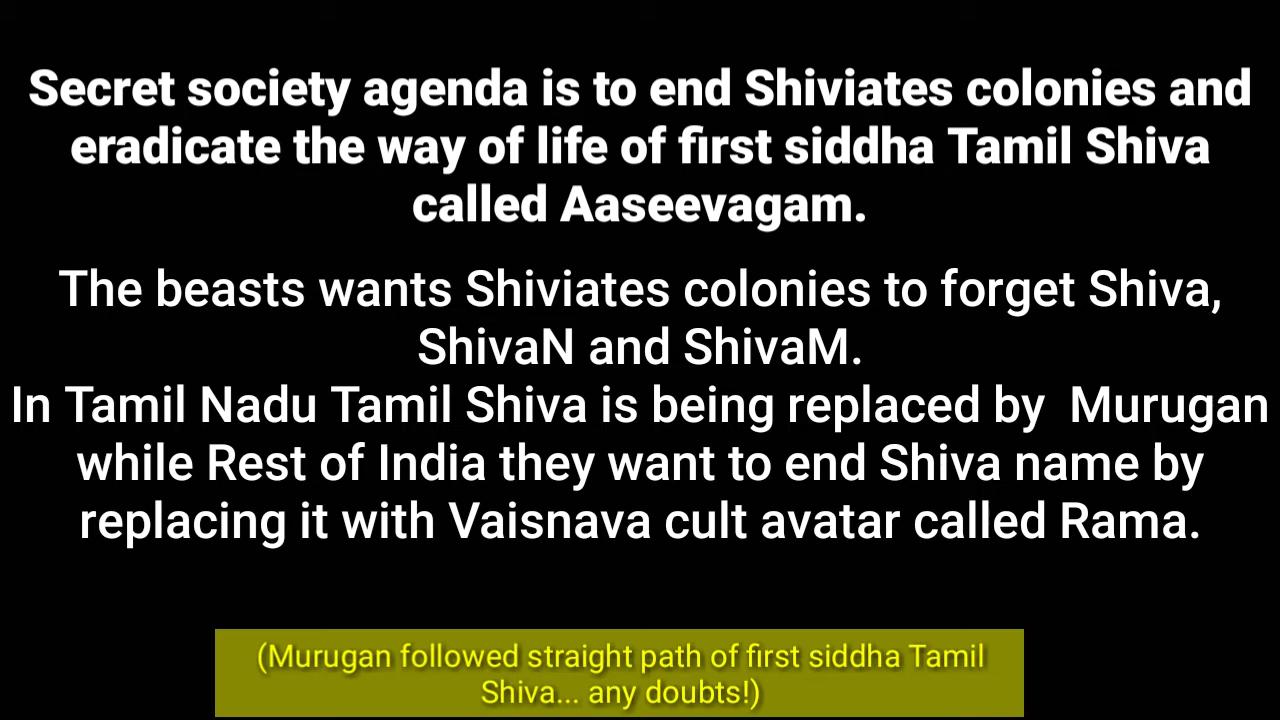 Secret society agenda is to end Shiviates colonies and
eradicate the way of life of first siddha Tamil Shiva
called Aaseevagam.
The beasts wants Shiviates colonies to forget Shiva,
ShivaN and ShivaM.
In Tamil Nadu Tamil Shiva is being replaced by  Murugan
while Rest of India they want to end Shiva name by
replacing it with Vaisnava cult avatar called Rama.
(Murugan followed straight path of first siddha Tamil
Shiva... any doubts!)